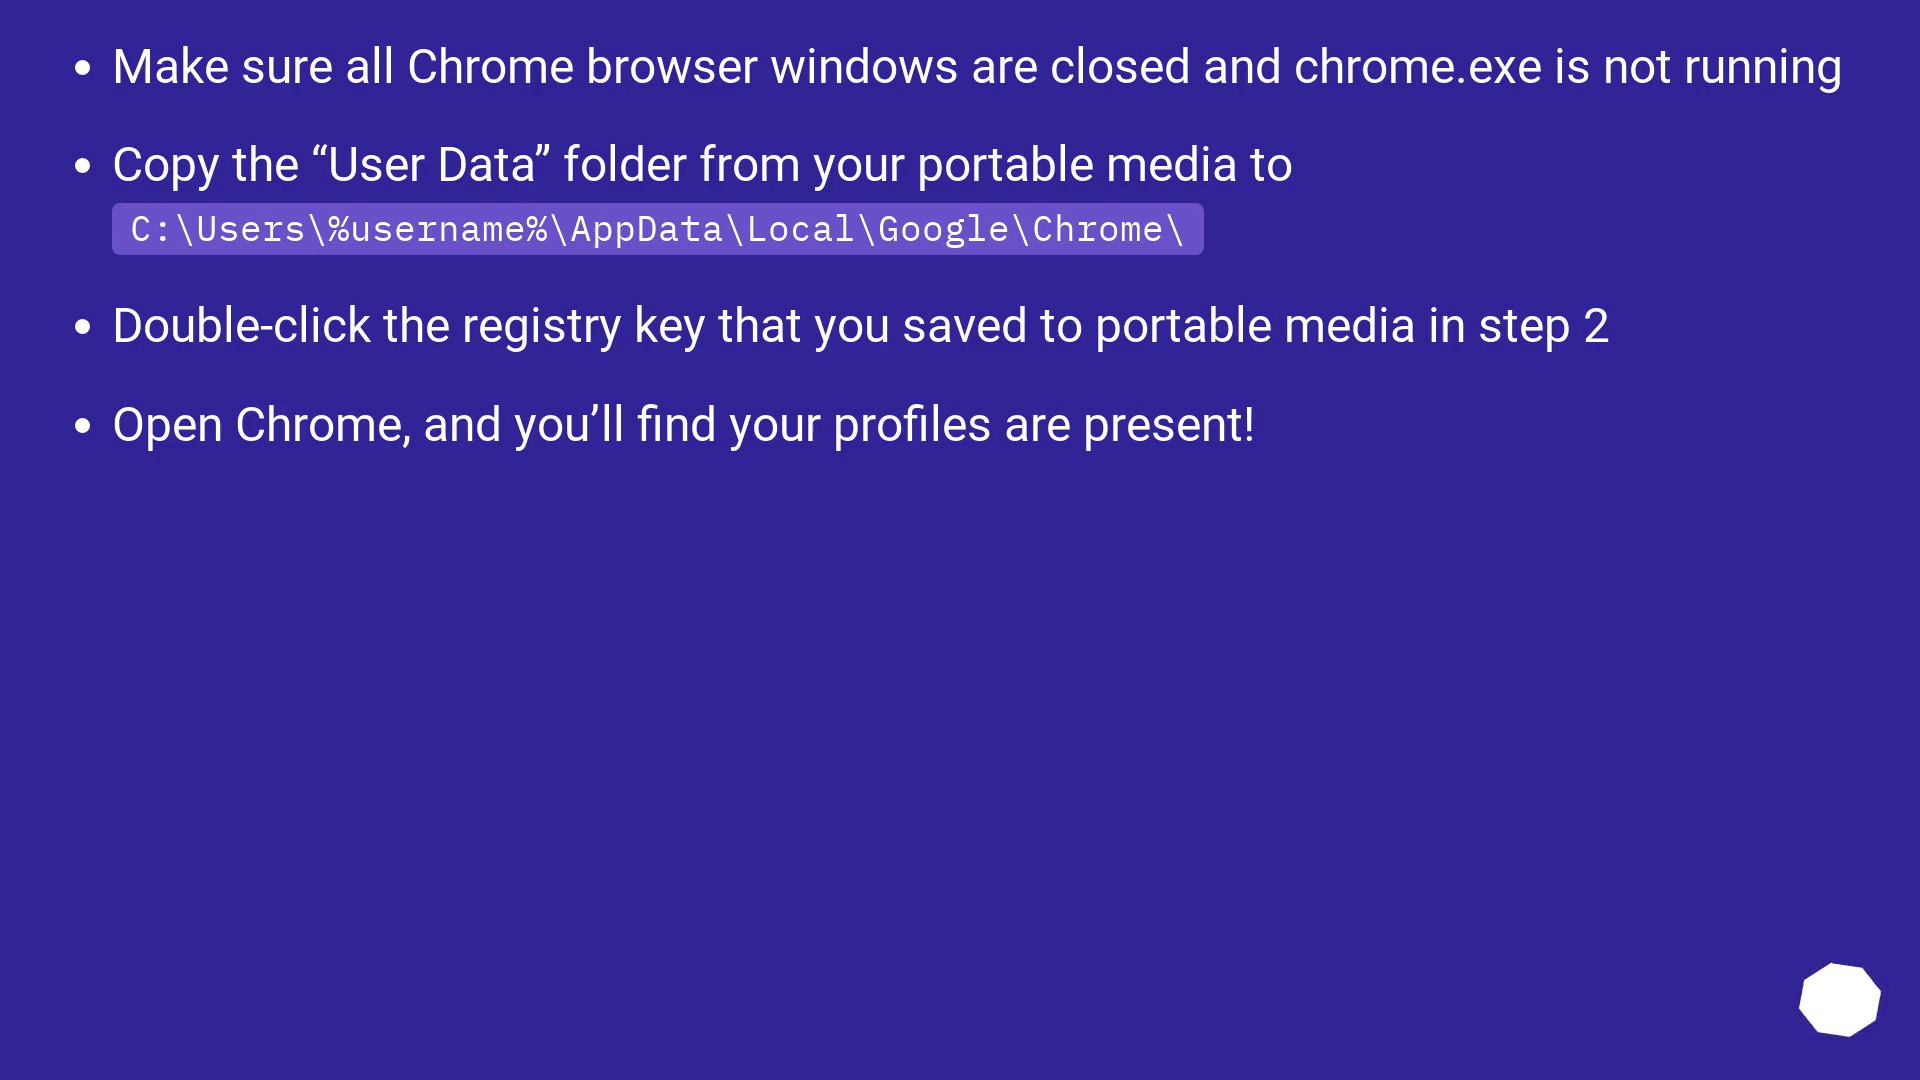 • Make sure all Chrome browser windows are closed and chrome.exe is not running
• Copy the “User Data” folder from your portable media to
C:\Users\%username%\AppData\Local\Google\Chrome\
• Double-click the registry key that you saved to portable media in step 2
• Open Chrome, and you’ll find your profiles are present!